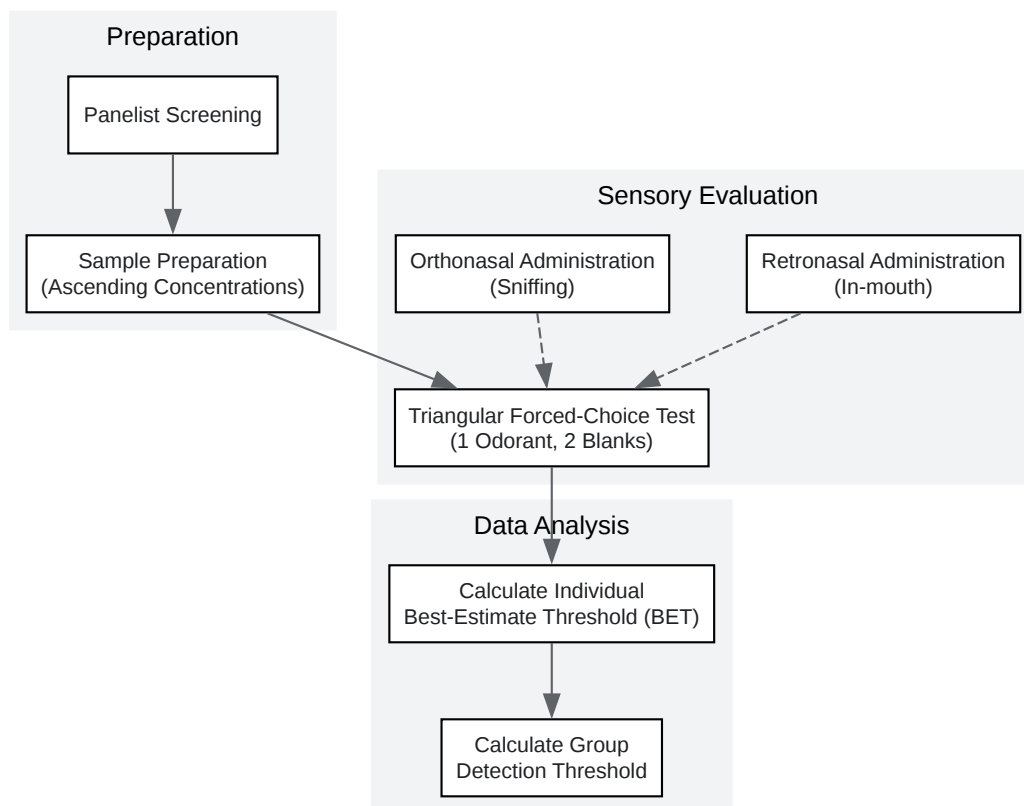 Preparation
Panelist Screening
Sample Preparation
(Ascending Concentrations)
Sensory Evaluation
Orthonasal Administration
(Sniffing)
Retronasal Administration
(In-mouth)
Triangular Forced-Choice Test
(1 Odorant, 2 Blanks)
Data Analysis
Calculate Individual
Best-Estimate Threshold (BET)
Calculate Group
Detection Threshold